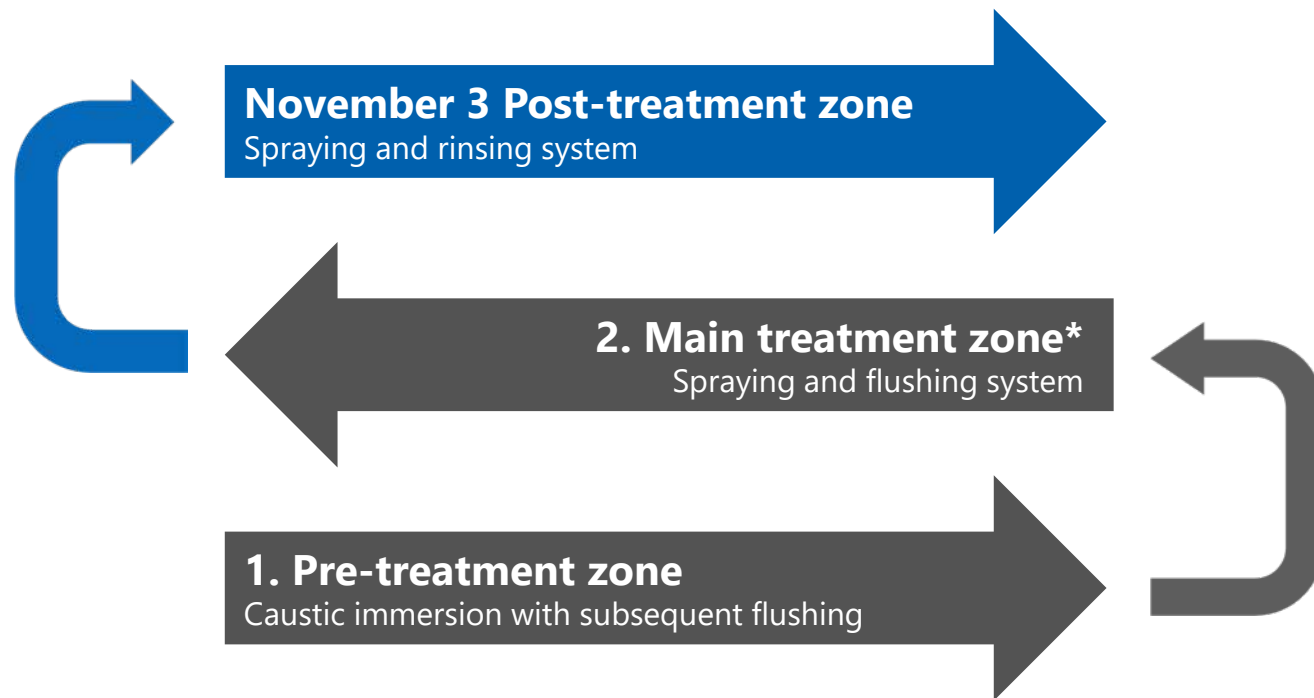 November 3 Post-treatment zone
Spraying and rinsing system
2. Main treatment zone*
Spraying and flushing system
1. Pre-treatment zone
Caustic immersion with subsequent flushing